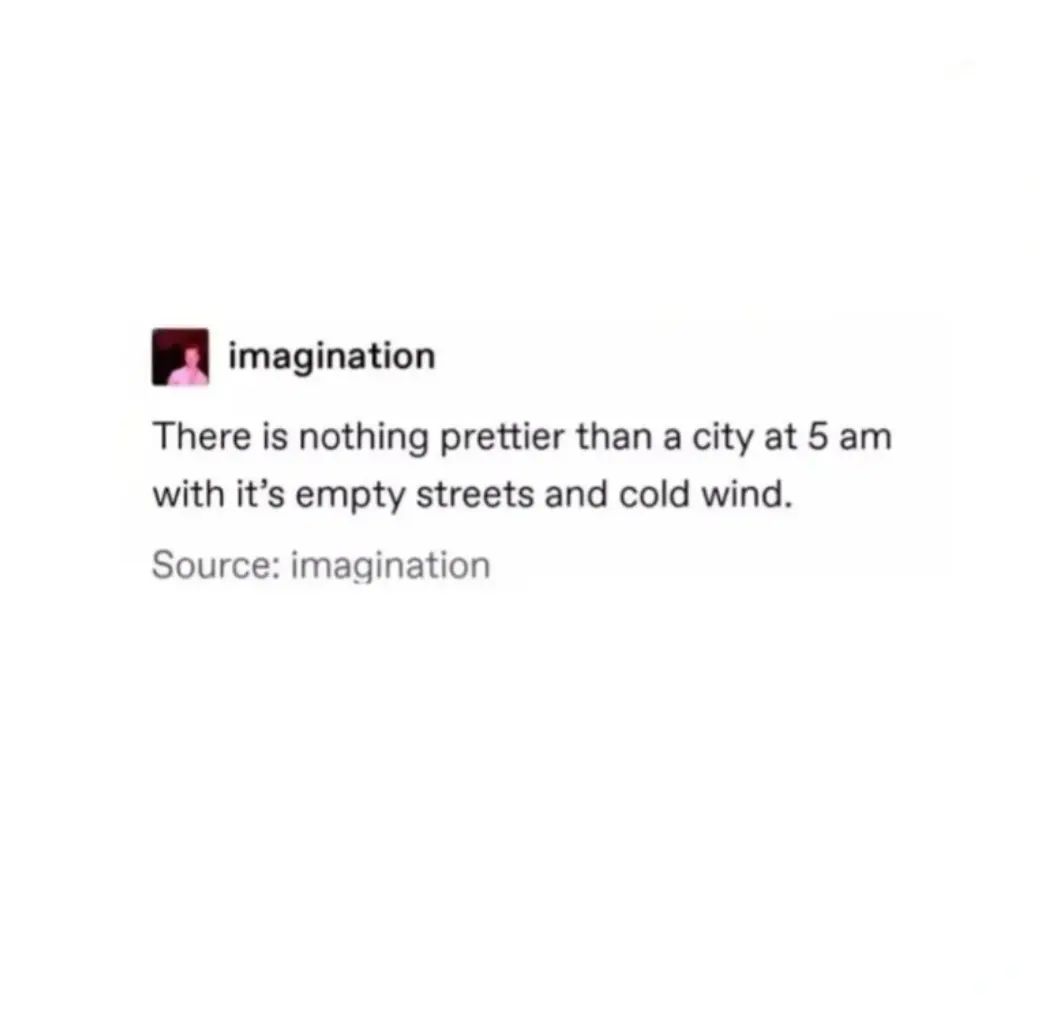 imagination
There is nothing prettier than a city at 5 am
with it’s empty streets and cold wind.
Source: imagination